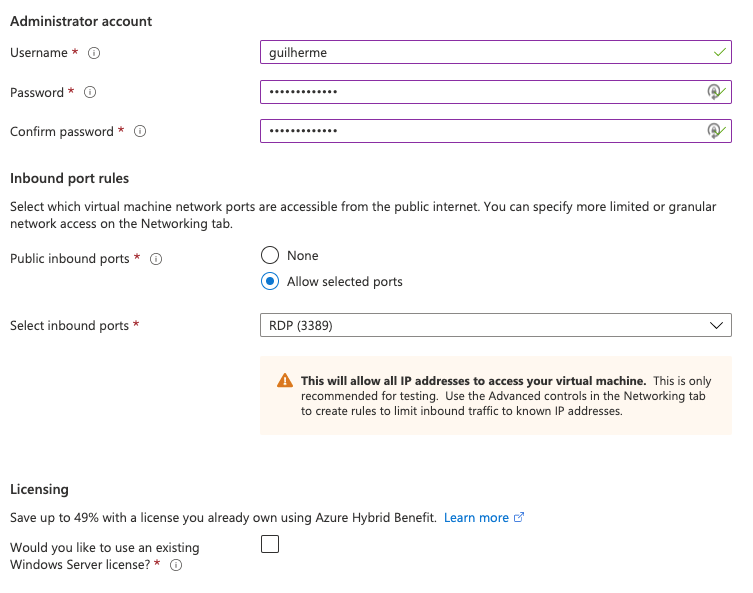 Administrator account
Username *
guilherme
Password *
•••••••••••••
Confirm password *
•••••••••••••
Inbound port rules
Select which virtual machine network ports are accessible from the public internet. You can specify more limited or granular
network access on the Networking tab.
Public inbound ports *
None
Allow selected ports
Select inbound ports *
RDP (3389)
This will allow all IP addresses to access your virtual machine. This is only
recommended for testing. Use the Advanced controls in the Networking tab
to create rules to limit inbound traffic to known IP addresses.
Licensing
Save up to 49% with a license you already own using Azure Hybrid Benefit. Learn more
Would you like to use an existing
Windows Server license? *